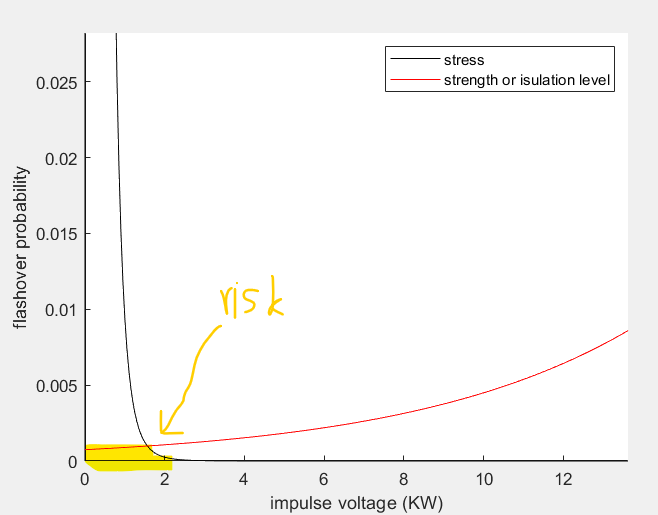 stress
strength or isulation level
0.025
0.02
0.015
0.01
0.005
0
flashover probability
risk
0
2
4
6
8
10
12
impulse voltage (KW)